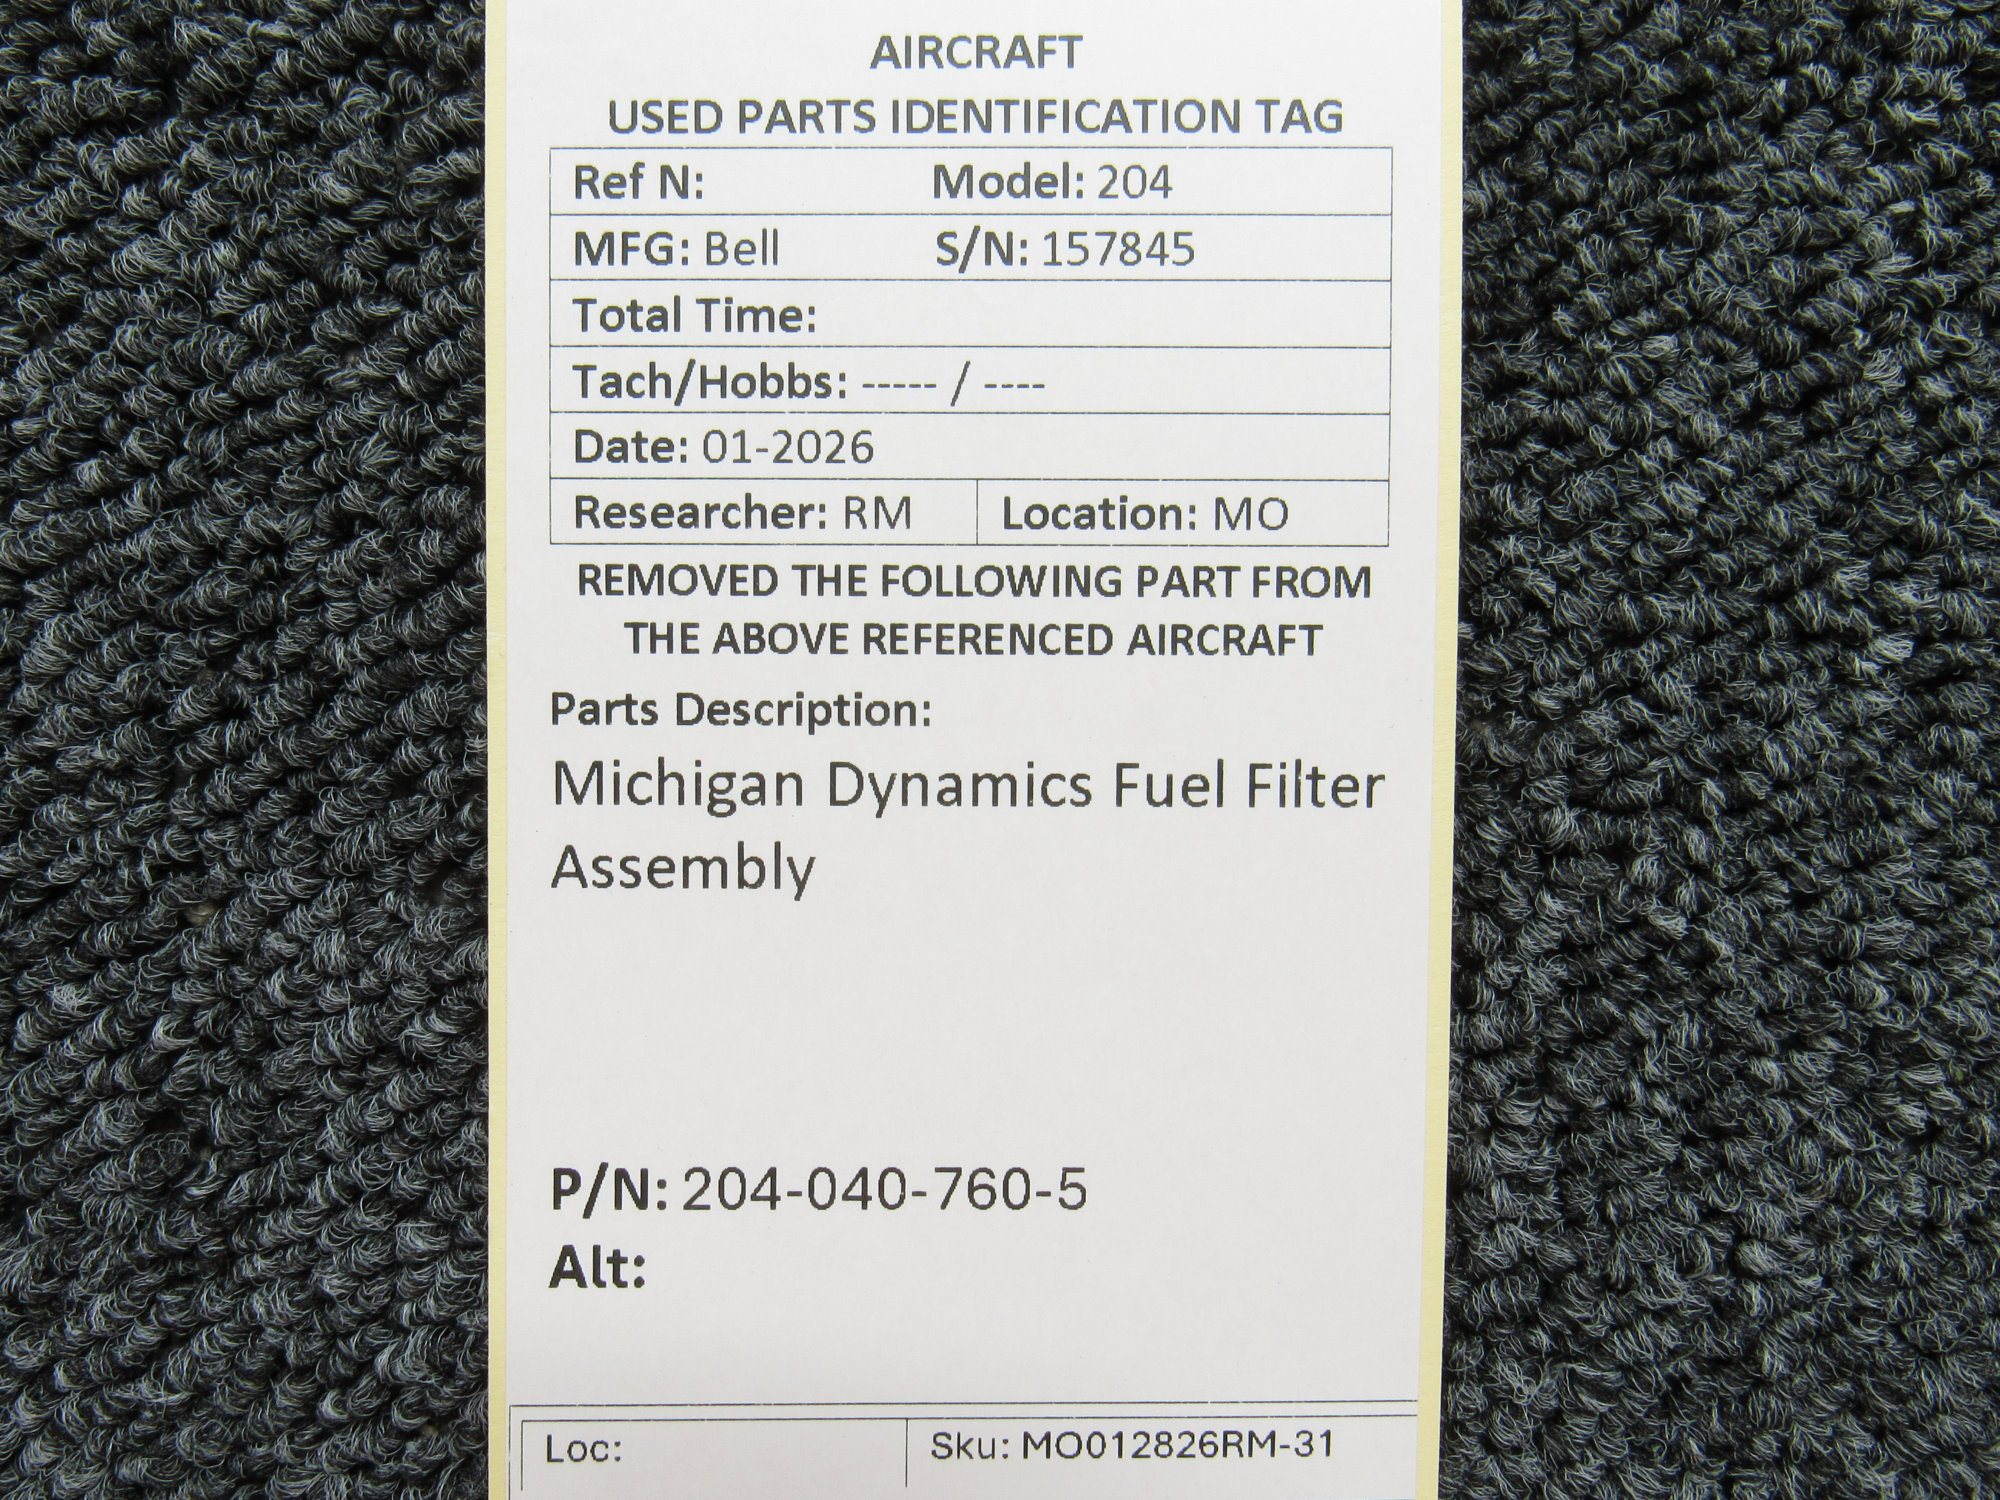 AIRCRAFT
USED PARTS IDENTIFICATION TAG
Ref N: Model: 204
MFG: Bell S/N: 157845
Total Time:
Tach/Hobbs: ----- / ----
Date: 01-2026
Researcher: RM Location: MO
REMOVED THE FOLLOWING PART FROM
THE ABOVE REFERENCED AIRCRAFT
Parts Description:
Michigan Dynamics Fuel Filter
Assembly
P/N: 204-040-760-5
Alt:
Loc: Sku: MO012826RM-31